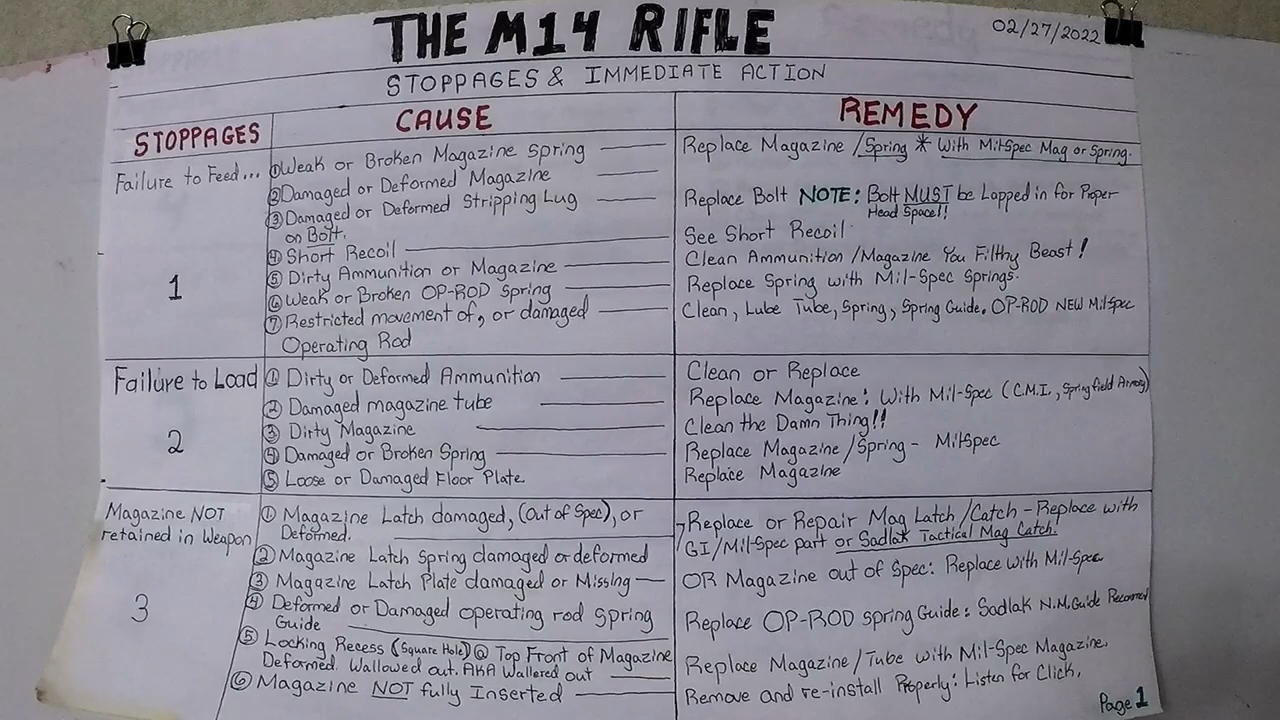 THE M14 RIFLE
02/27/2022
STOPPAGES & IMMEDIATE ACTION
STOPPAGES
CAUSE
REMEDY
Failure to Feed...
1
① Weak or Broken Magazine Spring
② Damaged or Deformed Magazine
③ Damaged or Deformed Stripping Lug
on Bolt.
④ Short Recoil
⑤ Dirty Ammunition or Magazine
⑥ Weak or Broken OP-ROD Spring
⑦ Restricted movement of, or damaged
Operating Rod
Replace Magazine /Spring * With Mil-Spec Mag or Spring.
Replace Bolt NOTE: Bolt MUST be Lapped in for Proper
Head Space!!
See Short Recoil
Clean Ammunition /Magazine You Filthy Beast!
Replace Spring with Mil-Spec Springs.
Clean, Lube Tube, Spring, Spring Guide. OP-ROD NEW MilSpec
Failure to Load
2
① Dirty or Deformed Ammunition
② Damaged magazine tube
③ Dirty Magazine
④ Damaged or Broken Spring
⑤ Loose or Damaged Floor Plate
Clean or Replace
Replace Magazine: With Mil-Spec (C.M.I., Springfield Armory)
Clean the Damn Thing!!
Replace Magazine /Spring - Mil-Spec
Replace Magazine
Magazine NOT
retained in Weapon
3
① Magazine Latch damaged, (Out of Spec), or
Deformed.
② Magazine Latch Spring damaged or deformed
③ Magazine Latch Plate damaged or Missing
④ Deformed or Damaged operating rod Spring
Guide
⑤ Locking Recess (Square Hole) @ Top Front of Magazine
Deformed. Wallowed out. AKA Wallered out
⑥ Magazine NOT fully Inserted
Replace or Repair Mag Latch /Catch - Replace with
GI/Mil-Spec part or Sadlak Tactical Mag Catch!
OR Magazine out of Spec: Replace with Mil-Spec
Replace OP-ROD Spring Guide: Sadlak N.M. Guide
Replace Magazine / Tube with Mil-Spec Magazine.
Remove and re-install Properly: Listen for Click.
Page 1